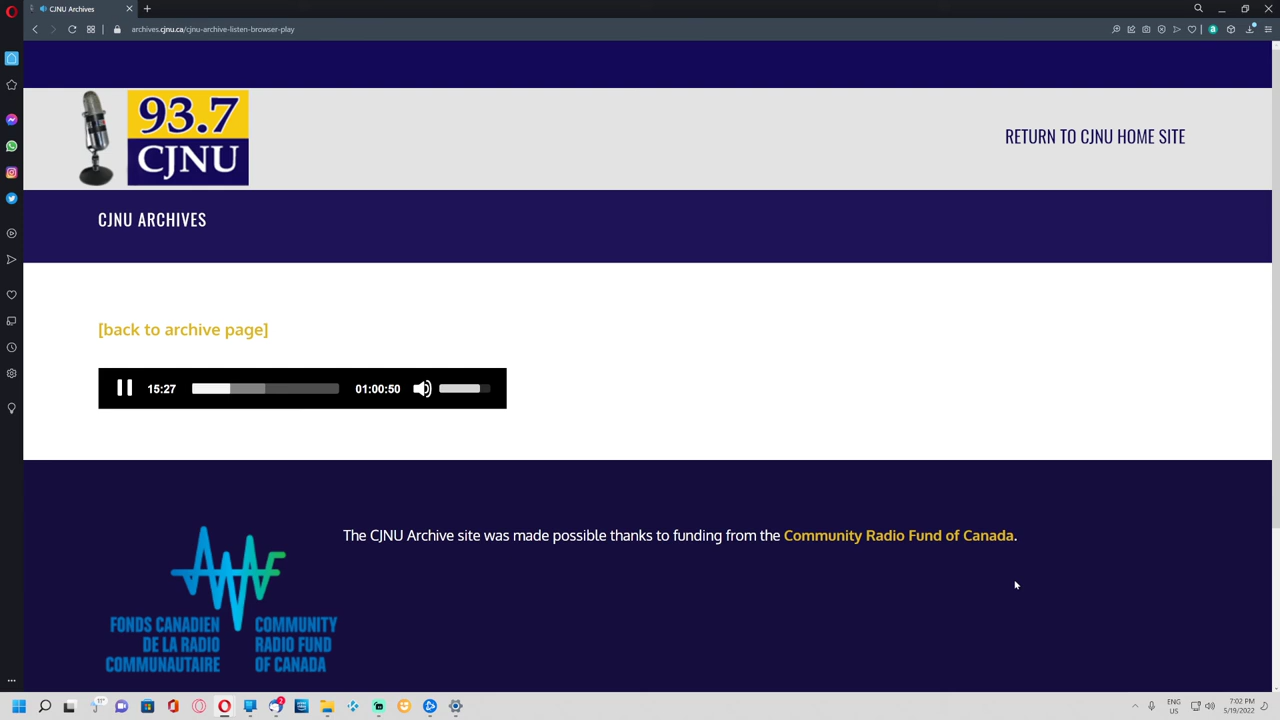 CJNU Archives
archives.cjnu.ca/cjnu-archive-listen-browser-play
93.7
CJNU
RETURN TO CJNU HOME SITE
CJNU ARCHIVES
[back to archive page]
15:27
01:00:50
The CJNU Archive site was made possible thanks to funding from the Community Radio Fund of Canada.
FONDS CANADIEN
DE LA RADIO
COMMUNAUTAIRE
COMMUNITY
RADIO FUND
OF CANADA
11°
2
ENG
US
7:02 PM
5/19/2022